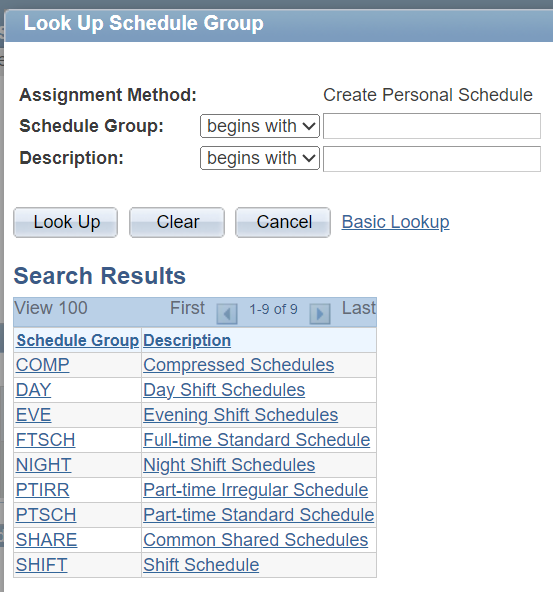 Look Up Schedule Group
Assignment Method: Create Personal Schedule
Schedule Group: begins with
Description: begins with
Look Up Clear Cancel Basic Lookup
Search Results
View 100 First 1-9 of 9 Last
Schedule Group Description
COMP Compressed Schedules
DAY Day Shift Schedules
EVE Evening Shift Schedules
FTSCH Full-time Standard Schedule
NIGHT Night Shift Schedules
PTIRR Part-time Irregular Schedule
PTSCH Part-time Standard Schedule
SHARE Common Shared Schedules
SHIFT Shift Schedule